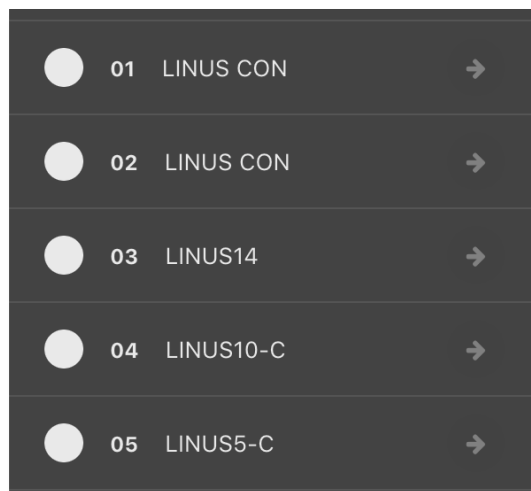 01 LINUS CON
02 LINUS CON
03 LINUS14
04 LINUS10-C
05 LINUS5-C